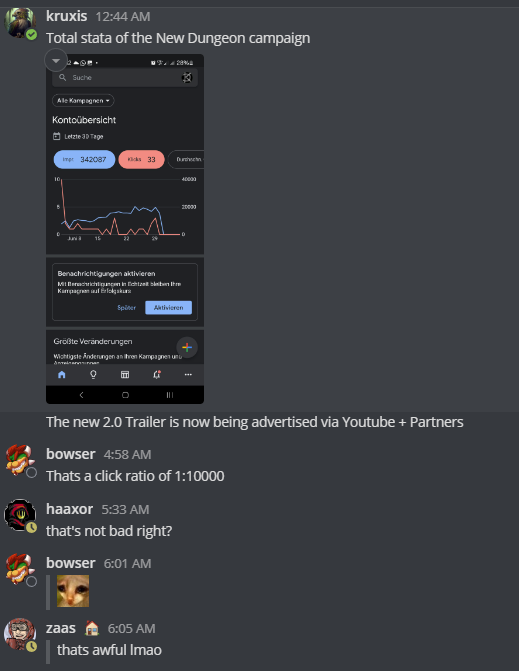 kruxis 12:44 AM
Total stata of the New Dungeon campaign
28%
Suche
Alle Kampagnen
Kontoübersicht
Letzte 30 Tage
Impr. 342087 Klicks 33 Durchschn
10 40000
5 20000
0 0
Juni 8 15 22 29
Benachrichtigungen aktivieren
Mit Benachrichtigungen in Echtzeit bleiben Ihre
Kampagnen auf Erfolgskurs
Später Aktivieren
Größte Veränderungen
Wichtigste Änderungen an Ihren Kampagnen und
Anzeigengruppen
The new 2.0 Trailer is now being advertised via Youtube + Partners
bowser 4:58 AM
Thats a click ratio of 1:10000
haaxor 5:33 AM
that's not bad right?
bowser 6:01 AM
zaas 6:05 AM
thats awful lmao